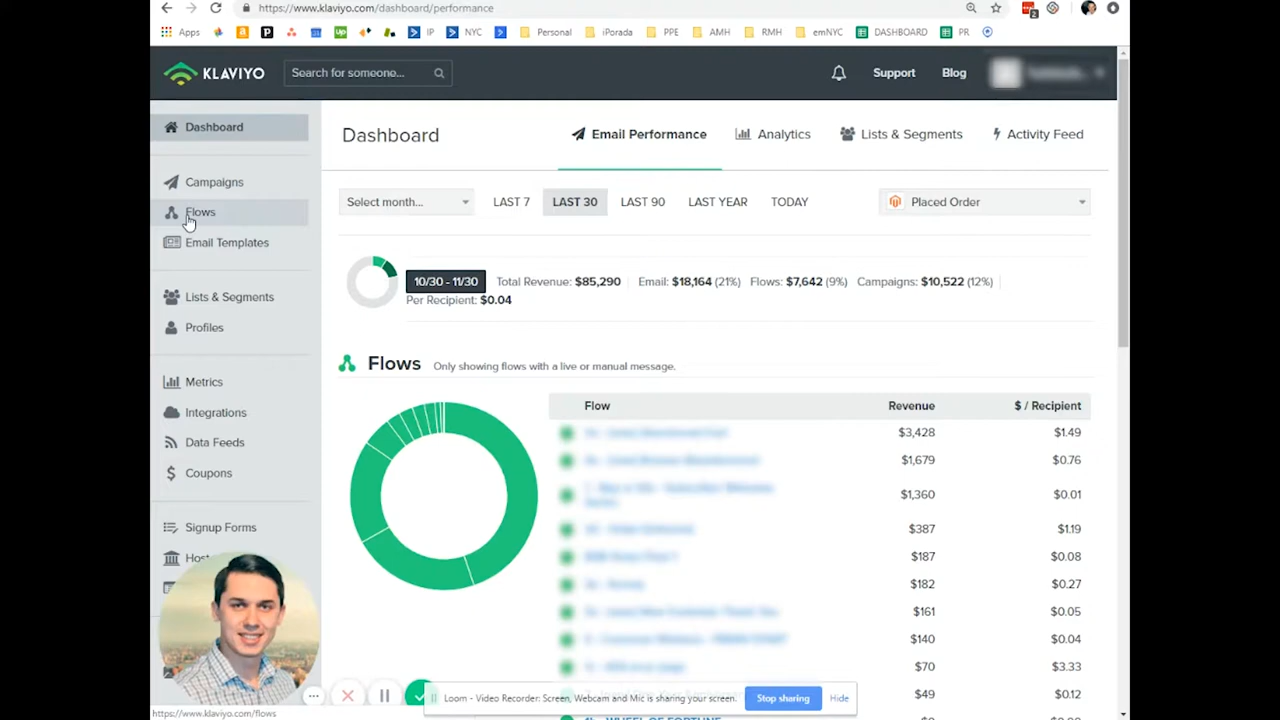 https://www.klaviyo.com/dashboard/performance
2
Apps
Up
IP
NYC
Personal
iPorada
PPE
AMH
RMH
emNYC
DASHBOARD
PR
KLAVIYO
Search for someone...
Support
Blog
Dashboard
Campaigns
Flows
Email Templates
Lists & Segments
Profiles
Metrics
Integrations
Data Feeds
Coupons
Signup Forms
Dashboard
Email Performance
Analytics
Lists & Segments
Activity Feed
Select month...
LAST 7
LAST 30
LAST 90
LAST YEAR
TODAY
Placed Order
10/30 - 11/30 Total Revenue: $85,290 Email: $18,164 (21%) Flows: $7,642 (9%) Campaigns: $10,522 (12%)
Per Recipient: $0.04
Flows Only showing flows with a live or manual message.
Flow Revenue $ / Recipient
$3,428 $1.49
$1,679 $0.76
$1,360 $0.01
$387 $1.19
$187 $0.08
$182 $0.27
$161 $0.05
$140 $0.04
$70 $3.33
$49 $0.12
WHEEL OF FORTUNE
Loom - Video Recorder: Screen, Webcam and Mic is sharing your screen.
Stop sharing
Hide
https://www.klaviyo.com/flows